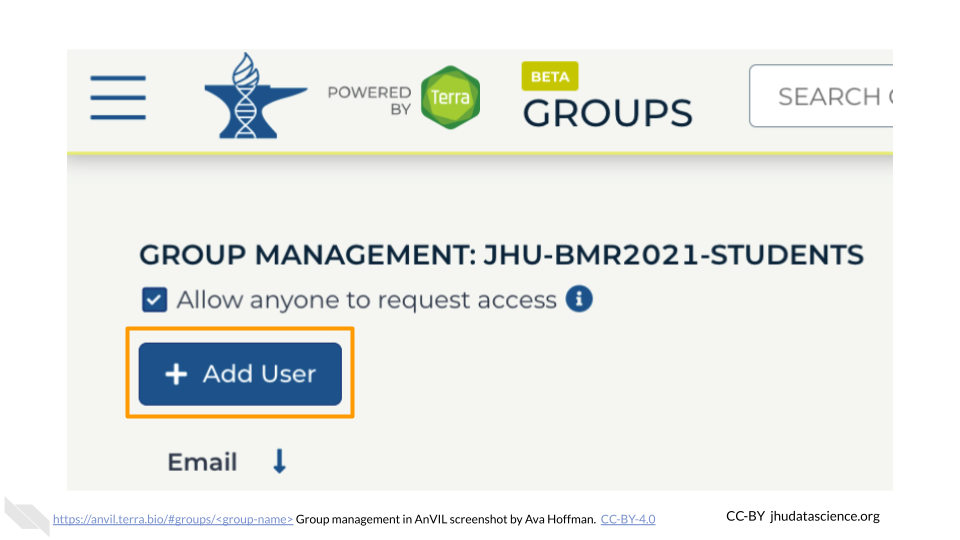 POWERED
BY
Terra
BETA
GROUPS
SEARCH
GROUP MANAGEMENT: JHU-BMR2021-STUDENTS
Allow anyone to request access
+ Add User
Email
https://anvil.terra.bio/#groups/<group-name> Group management in AnVIL screenshot by Ava Hoffman. CC-BY-4.0
CC-BY jhudatascience.org